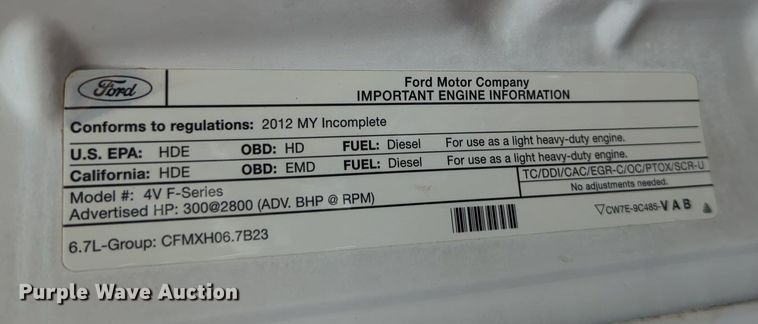 Ford
Ford Motor Company
IMPORTANT ENGINE INFORMATION
Conforms to regulations: 2012 MY Incomplete
U.S. EPA: HDE OBD: HD FUEL: Diesel For use as a light heavy-duty engine.
California: HDE OBD: EMD FUEL: Diesel For use as a light heavy-duty engine.
Model #: 4V F-Series TC/DDI/CAC/EGR-C/OC/PTOX/SCR-U
Advertised HP: 300@2800 (ADV. BHP @ RPM) No adjustments needed.
▽CW7E-9C485-VAB
6.7L-Group: CFMXH06.7B23
Purple Wave Auction